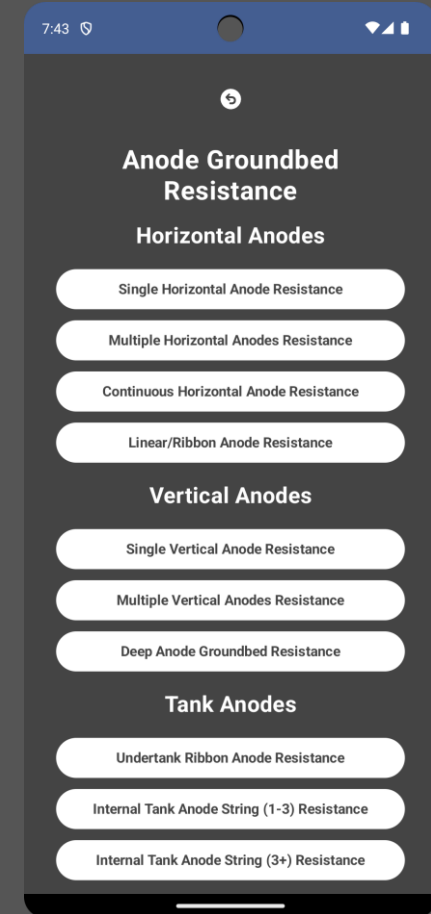 7:43
Anode Groundbed
Resistance
Horizontal Anodes
Single Horizontal Anode Resistance
Multiple Horizontal Anodes Resistance
Continuous Horizontal Anode Resistance
Linear/Ribbon Anode Resistance
Vertical Anodes
Single Vertical Anode Resistance
Multiple Vertical Anodes Resistance
Deep Anode Groundbed Resistance
Tank Anodes
Undertank Ribbon Anode Resistance
Internal Tank Anode String (1-3) Resistance
Internal Tank Anode String (3+) Resistance